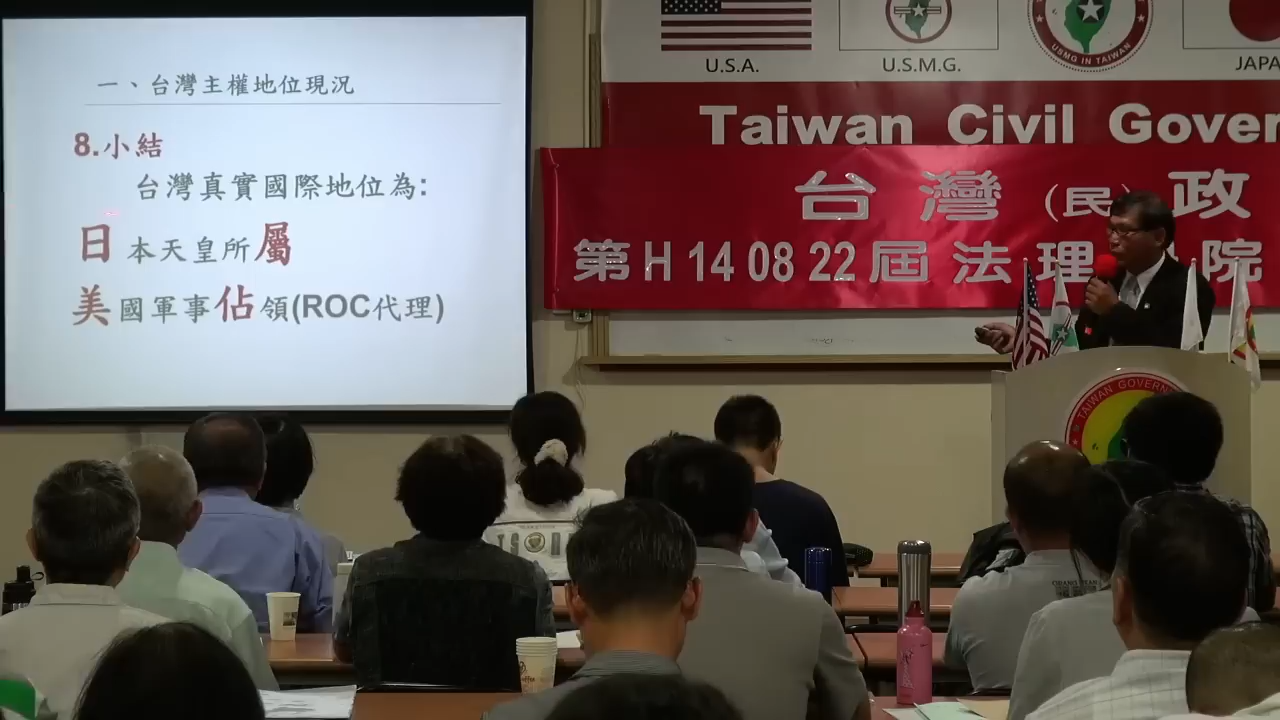 一、台灣主權地位現況
8.小結
台灣真實國際地位為:
日本天皇所屬
美國軍事佔領(ROC代理)
U.S.A.
U.S.M.G.
USMG IN TAIWAN
JAPA
Taiwan Civil Gover
台灣(民)政
第H 14 08 22屆法理 院
TAIWAN GOVERN